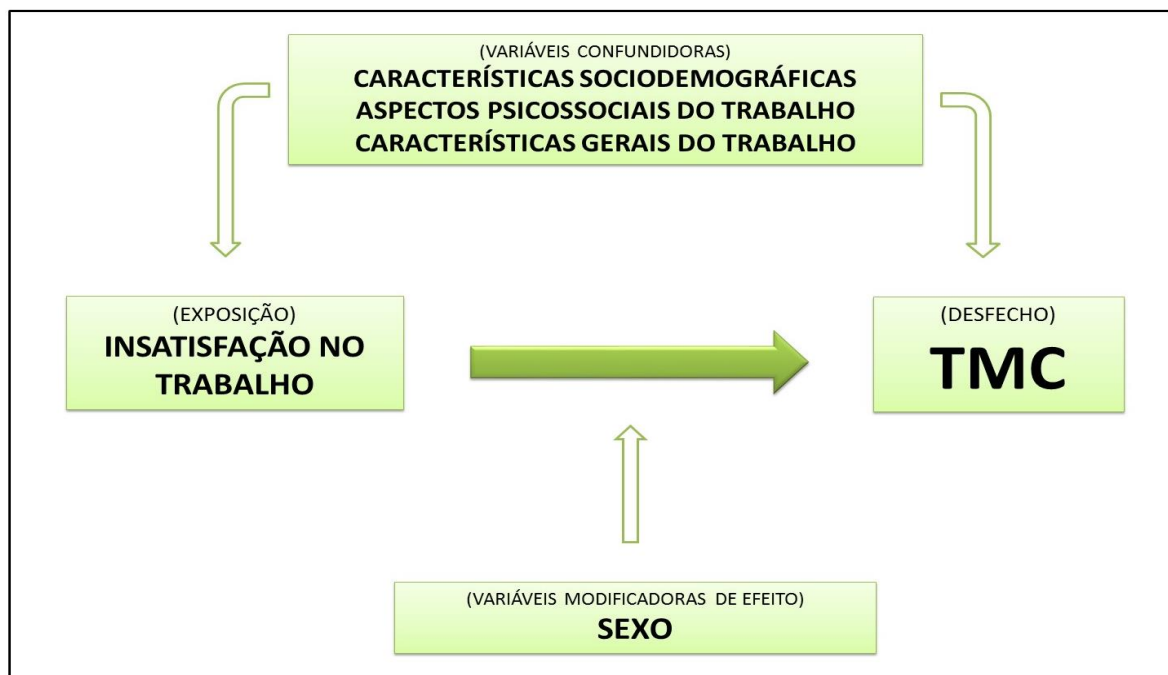 (VARIÁVEIS CONFUNDIDORAS)
CARACTERÍSTICAS SOCIODEMOGRÁFICAS
ASPECTOS PSICOSSOCIAIS DO TRABALHO
CARACTERÍSTICAS GERAIS DO TRABALHO
(EXPOSIÇÃO)
INSATISFAÇÃO NO
TRABALHO
(DESFECHO)
TMC
(VARIÁVEIS MODIFICADORAS DE EFEITO)
SEXO